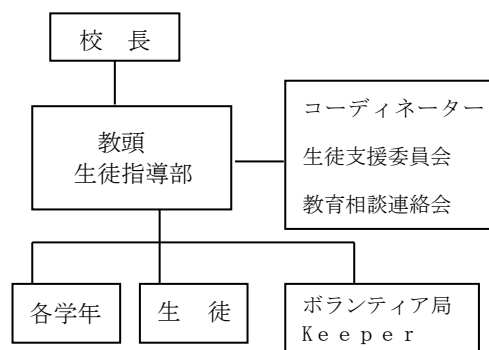 校　長
教頭
生徒指導部
コーディネーター
生徒支援委員会
教育相談連絡会
各学年
生　徒
ボランティア局
Ｋｅｅｐｅｒ